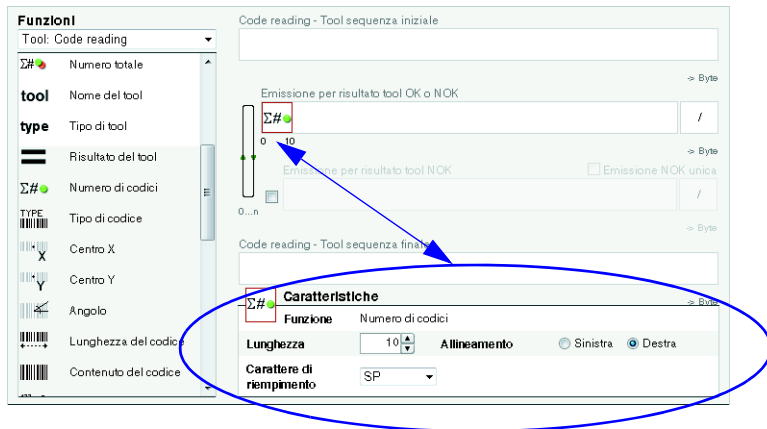 Funzioni
Tool: Code reading
Σ# Numero totale
tool Nome del tool
type Tipo di tool
Risultato del tool
Σ# Numero di codici
TYPE Tipo di codice
X Centro X
Y Centro Y
Angolo
Lunghezza del codice
Contenuto del codice
Code reading - Tool sequenza iniziale
-> Byte
Emissione per risultato tool OK o NOK
Σ# /
0 10
-> Byte
Emissione per risultato tool NOK Emissione NOK unica
/
0...n
-> Byte
Code reading - Tool sequenza finale
-> Byte
Σ# Caratteristiche
Funzione Numero di codici
Lunghezza 10 Allineamento Sinistra Destra
Carattere di
riempimento SP